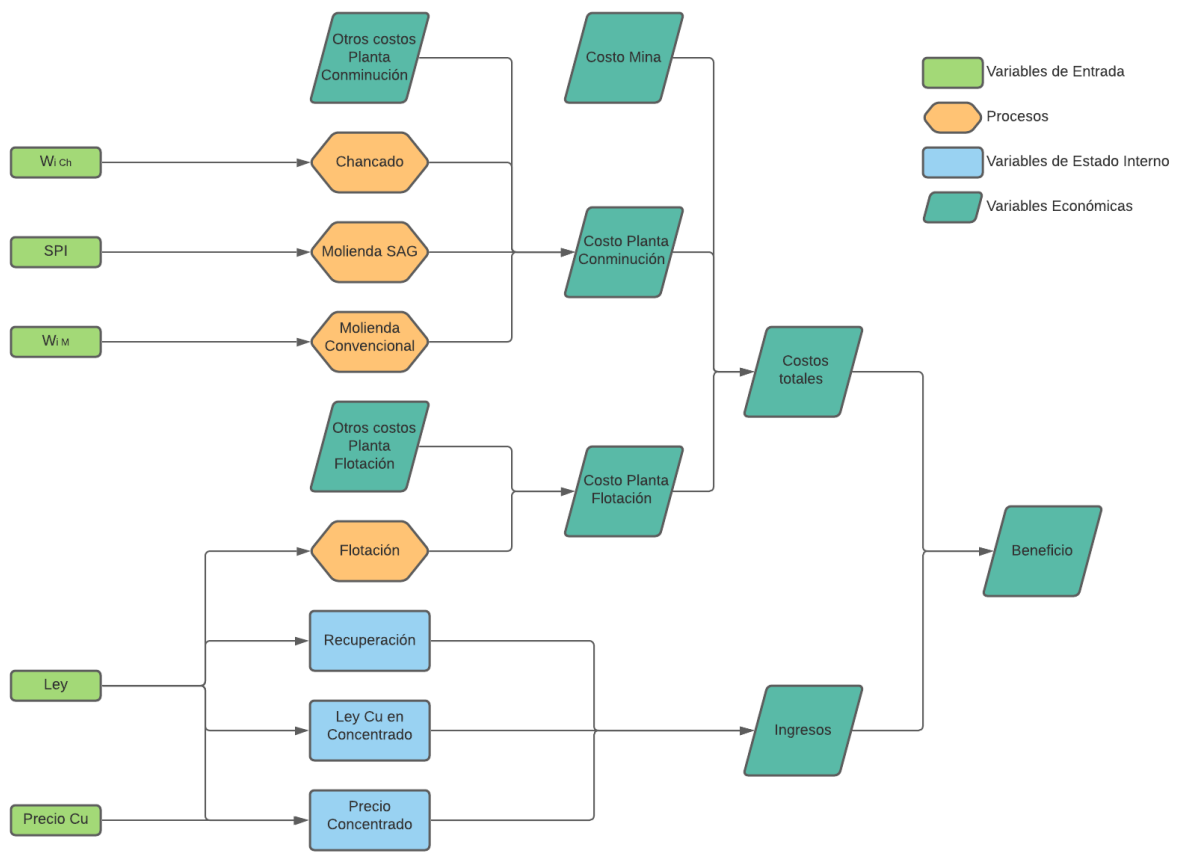 Otros costos
Planta
Conminución
Costo Mina
Variables de Entrada
Procesos
Variables de Estado Interno
Variables Económicas
Wi Ch
Chancado
SPI
Molienda SAG
Costo Planta
Conminución
Wi M
Molienda
Convencional
Costos
totales
Otros costos
Planta
Flotación
Costo Planta
Flotación
Flotación
Beneficio
Recuperación
Ley
Ley Cu en
Concentrado
Ingresos
Precio Cu
Precio
Concentrado